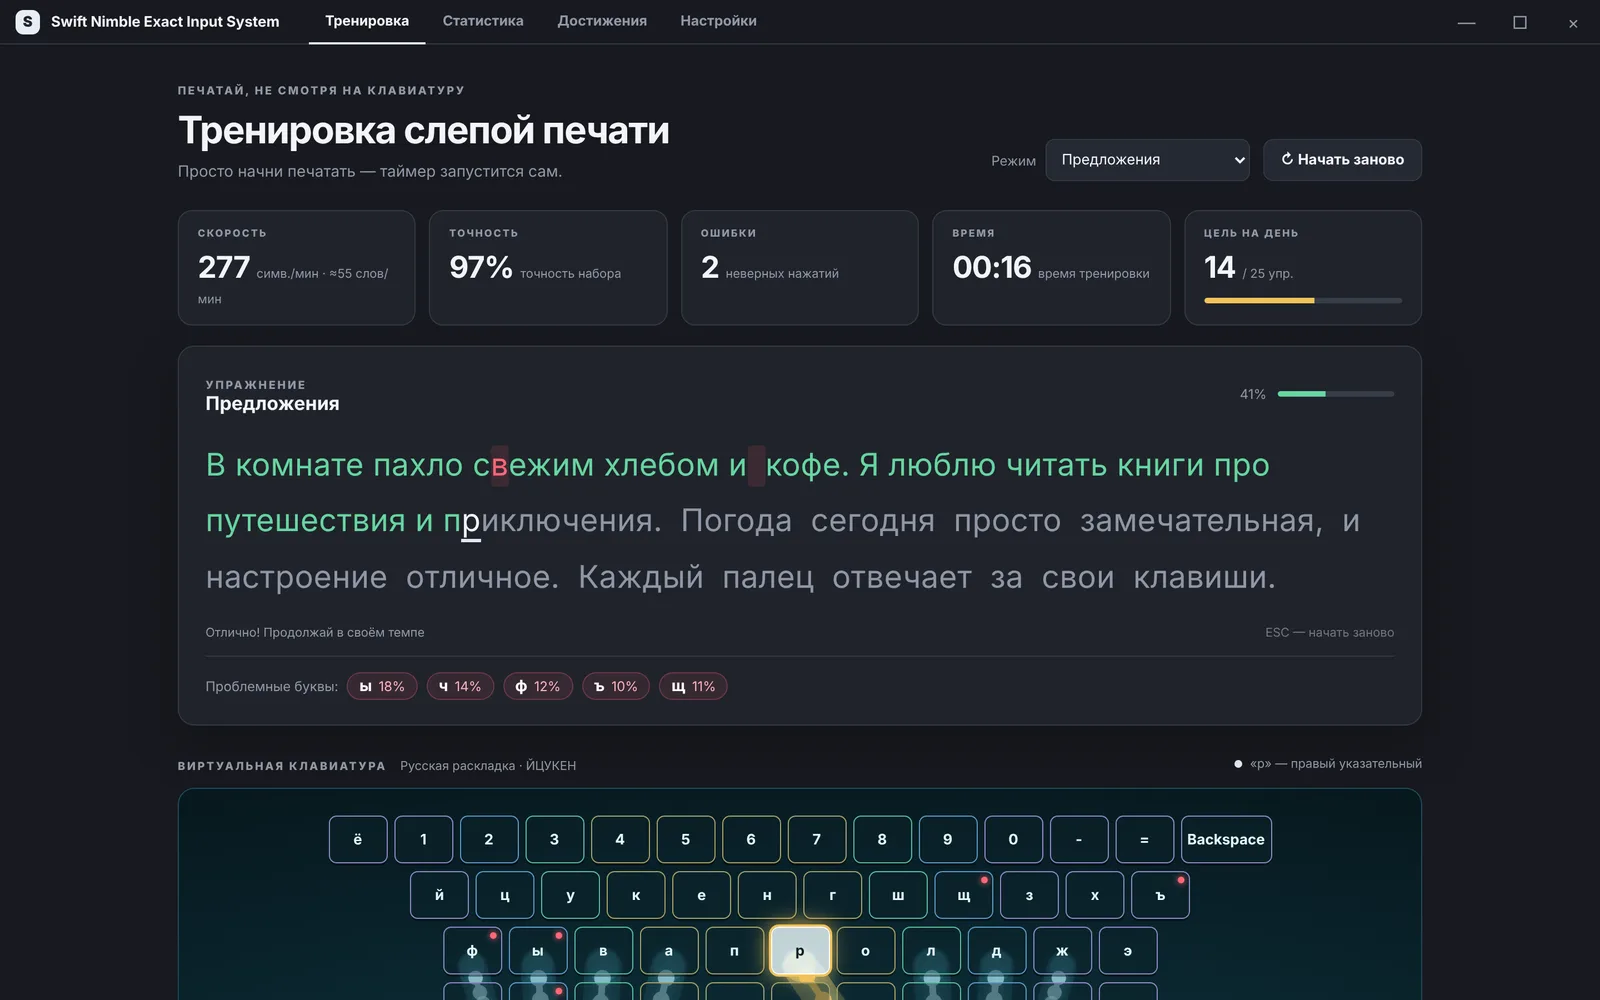 S Swift Nimble Exact Input System Тренировка Статистика Достижения Настройки
ПЕЧАТАЙ, НЕ СМОТРЯ НА КЛАВИАТУРУ
Тренировка слепой печати
Просто начни печатать — таймер запустится сам.
Режим Предложения ↻ Начать заново
СКОРОСТЬ
277 симв./мин · ≈55 слов/
мин
ТОЧНОСТЬ
97% точность набора
ОШИБКИ
2 неверных нажатий
ВРЕМЯ
00:16 время тренировки
ЦЕЛЬ НА ДЕНЬ
14 / 25 упр.
УПРАЖНЕНИЕ
Предложения
41%
В комнате пахло свежим хлебом и кофе. Я люблю читать книги про
путешествия и приключения. Погода сегодня просто замечательная, и
настроение отличное. Каждый палец отвечает за свои клавиши.
Отлично! Продолжай в своём темпе
ESC — начать заново
Проблемные буквы: ы 18% ч 14% ф 12% ъ 10% щ 11%
ВИРТУАЛЬНАЯ КЛАВИАТУРА Русская раскладка · ЙЦУКЕН
«р» — правый указательный
ё 1 2 3 4 5 6 7 8 9 0 - = Backspace
й ц у к е н г ш щ з х ъ
ф ы в а п р о л д ж э